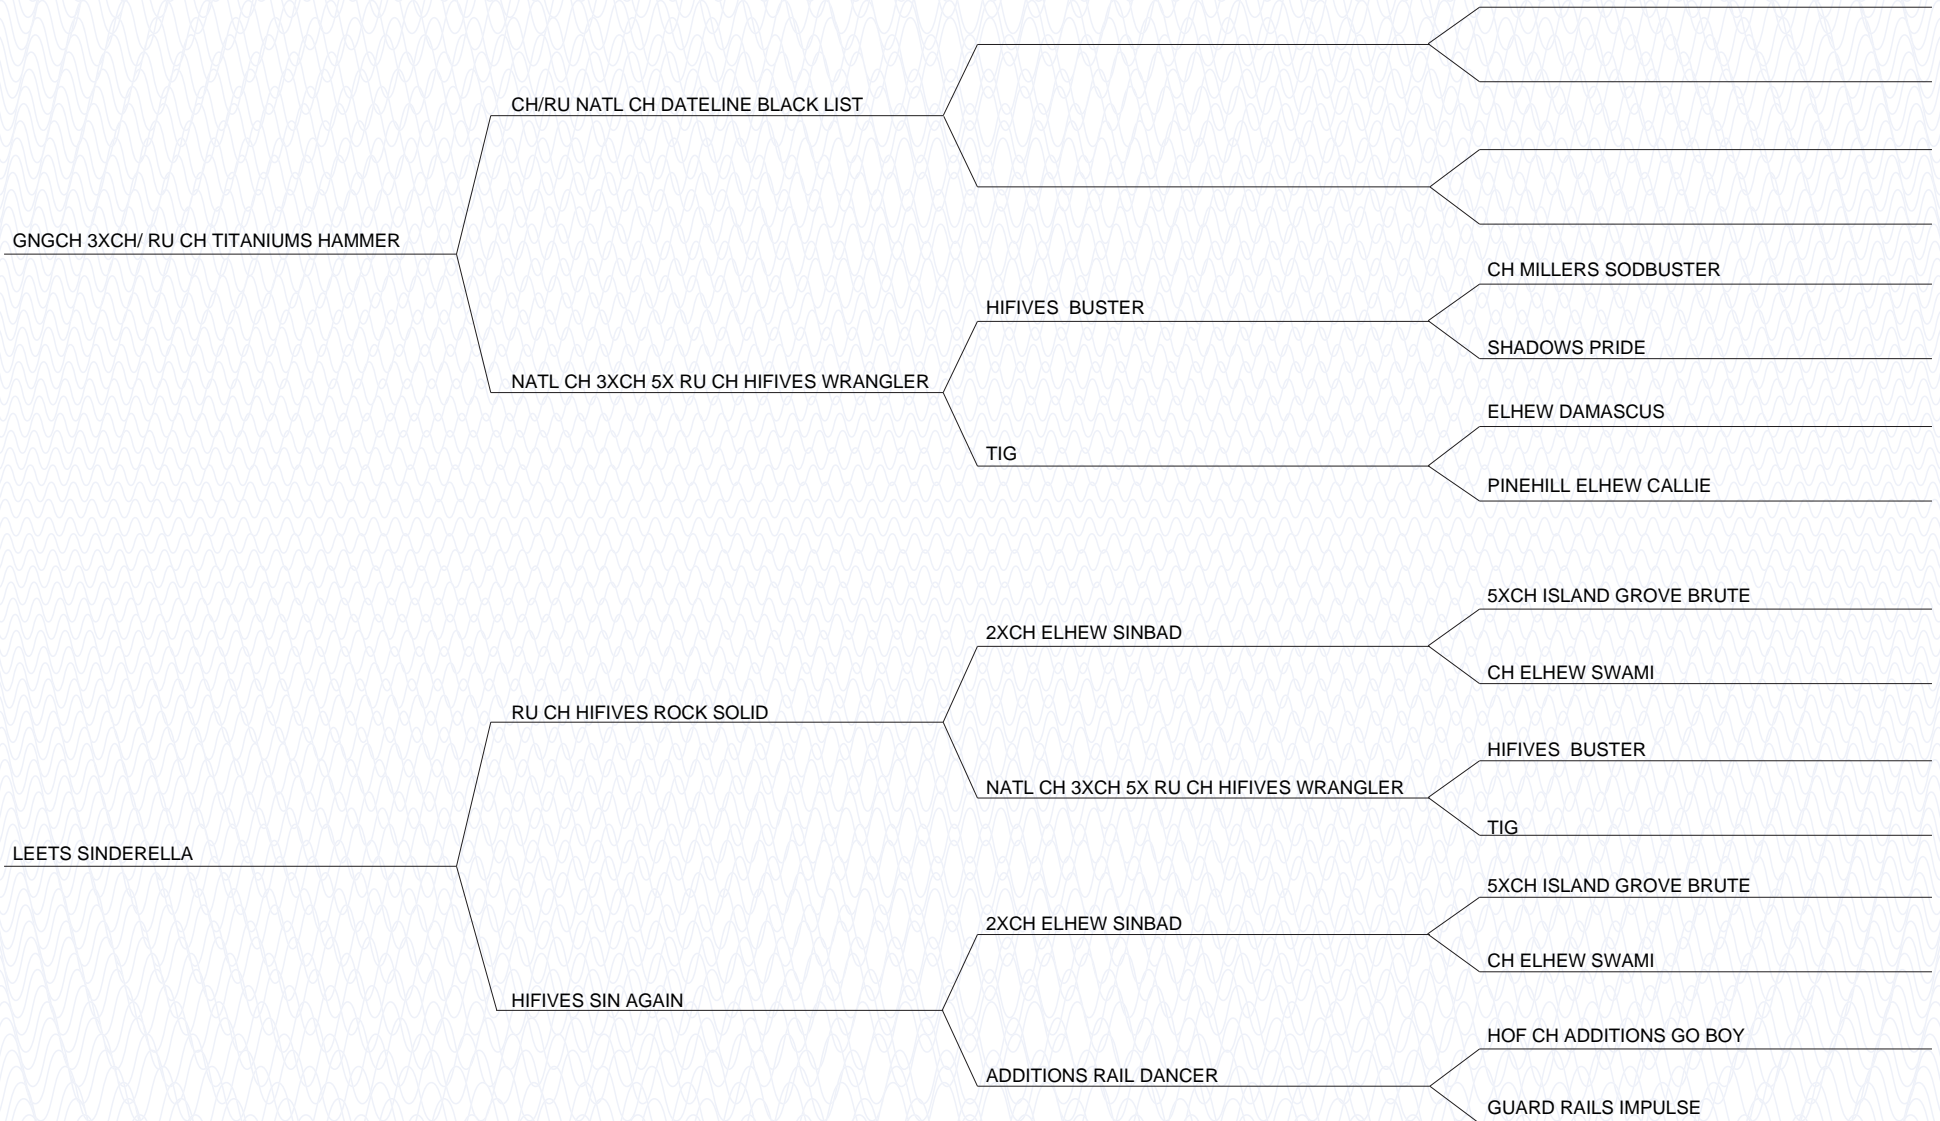 CH/RU NATL CH DATELINE BLACK LIST
GNGCH 3XCH/ RU CH TITANIUMS HAMMER
CH MILLERS SODBUSTER
HIFIVES  BUSTER
SHADOWS PRIDE
NATL CH 3XCH 5X RU CH HIFIVES WRANGLER
ELHEW DAMASCUS
TIG
PINEHILL ELHEW CALLIE
5XCH ISLAND GROVE BRUTE
2XCH ELHEW SINBAD
CH ELHEW SWAMI
RU CH HIFIVES ROCK SOLID
HIFIVES  BUSTER
NATL CH 3XCH 5X RU CH HIFIVES WRANGLER
TIG
LEETS SINDERELLA
5XCH ISLAND GROVE BRUTE
2XCH ELHEW SINBAD
CH ELHEW SWAMI
HIFIVES SIN AGAIN
HOF CH ADDITIONS GO BOY
ADDITIONS RAIL DANCER
GUARD RAILS IMPULSE